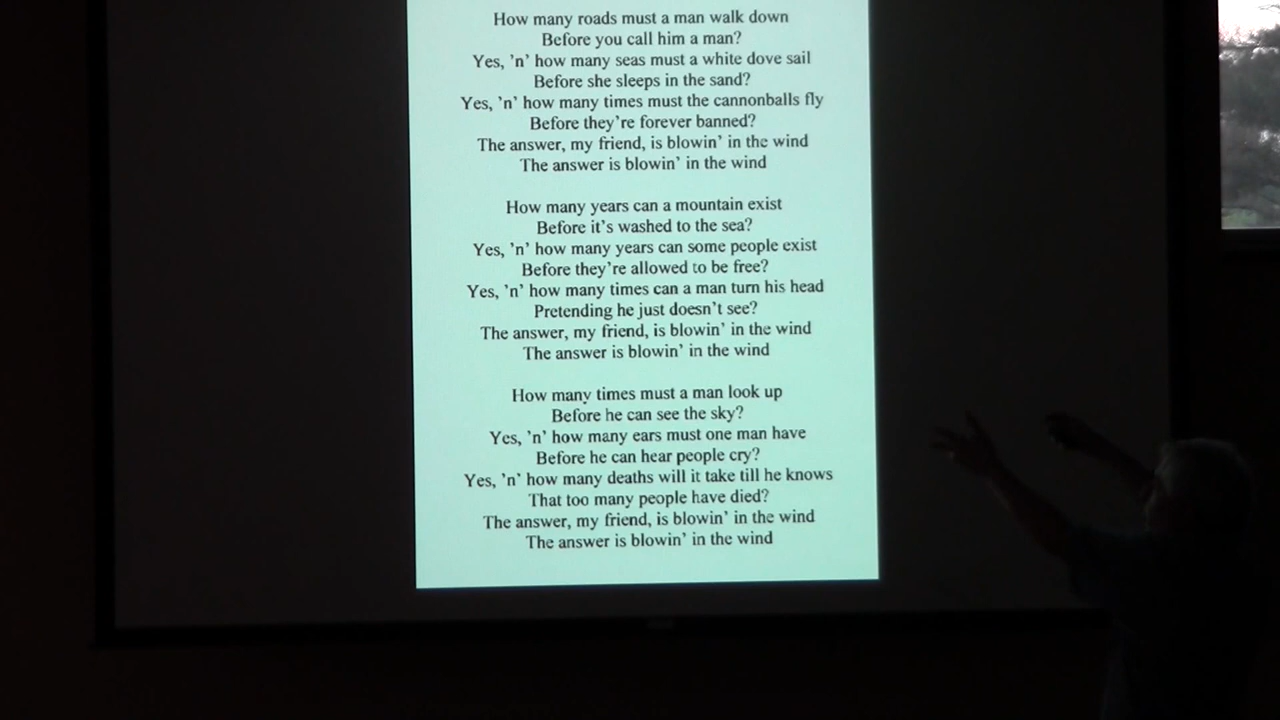 How many roads must a man walk down
Before you call him a man?
Yes, ’n’ how many seas must a white dove sail
Before she sleeps in the sand?
Yes, ’n’ how many times must the cannonballs fly
Before they’re forever banned?
The answer, my friend, is blowin’ in the wind
The answer is blowin’ in the wind
How many years can a mountain exist
Before it’s washed to the sea?
Yes, ’n’ how many years can some people exist
Before they’re allowed to be free?
Yes, ’n’ how many times can a man turn his head
Pretending he just doesn’t see?
The answer, my friend, is blowin’ in the wind
The answer is blowin’ in the wind
How many times must a man look up
Before he can see the sky?
Yes, ’n’ how many ears must one man have
Before he can hear people cry?
Yes, ’n’ how many deaths will it take till he knows
That too many people have died?
The answer, my friend, is blowin’ in the wind
The answer is blowin’ in the wind